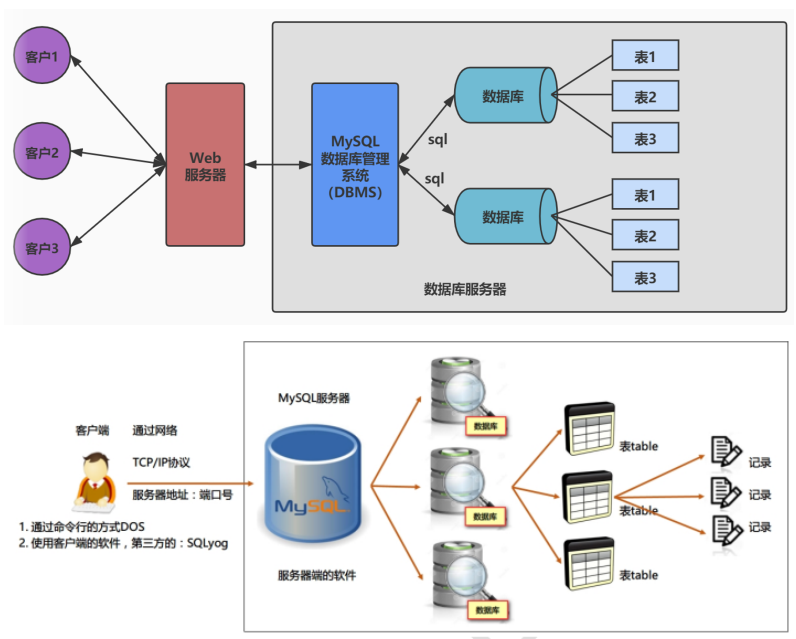 客户1
客户2
客户3
Web
服务器
MySQL
数据库管理
系统
（DBMS）
sql
sql
数据库
数据库
表1
表2
表3
表1
表2
表3
数据库服务器
客户端
通过网络
TCP/IP协议
服务器地址：端口号
1. 通过命令行的方式DOS
2. 使用客户端的软件，第三方的：SQLyog
MySQL服务器
MySQL
服务器端的软件
数据库
数据库
数据库
表table
表table
表table
记录
记录
记录